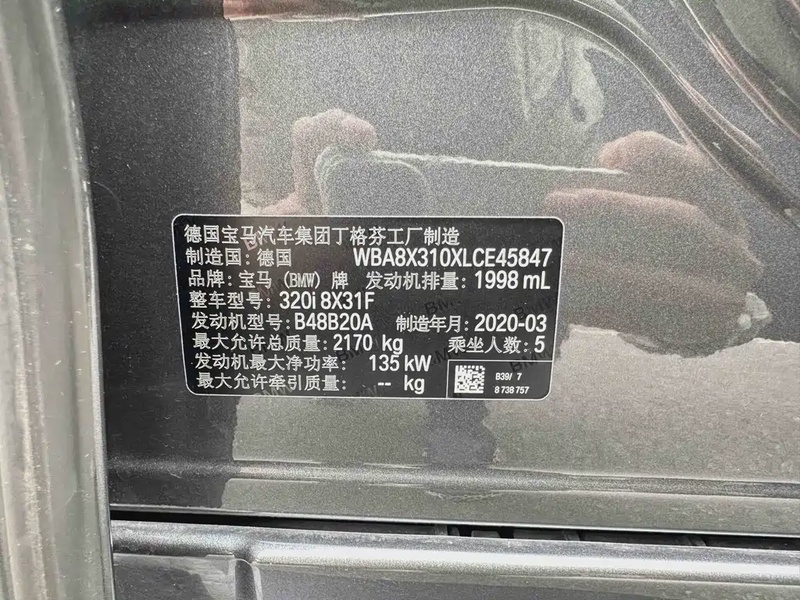 德国宝马汽车集团丁格芬工厂制造
制造国: 德国 WBA8X310XLCE45847
品牌: 宝马 (BMW) 牌 发动机排量: 1998 mL
整车型号: 320i 8X31F
发动机型号: B48B20A 制造年月: 2020-03
最大允许总质量: 2170 kg 乘坐人数: 5
发动机最大净功率: 135 kW
最大允许牵引质量: -- kg
B39/ 7
8 738 757